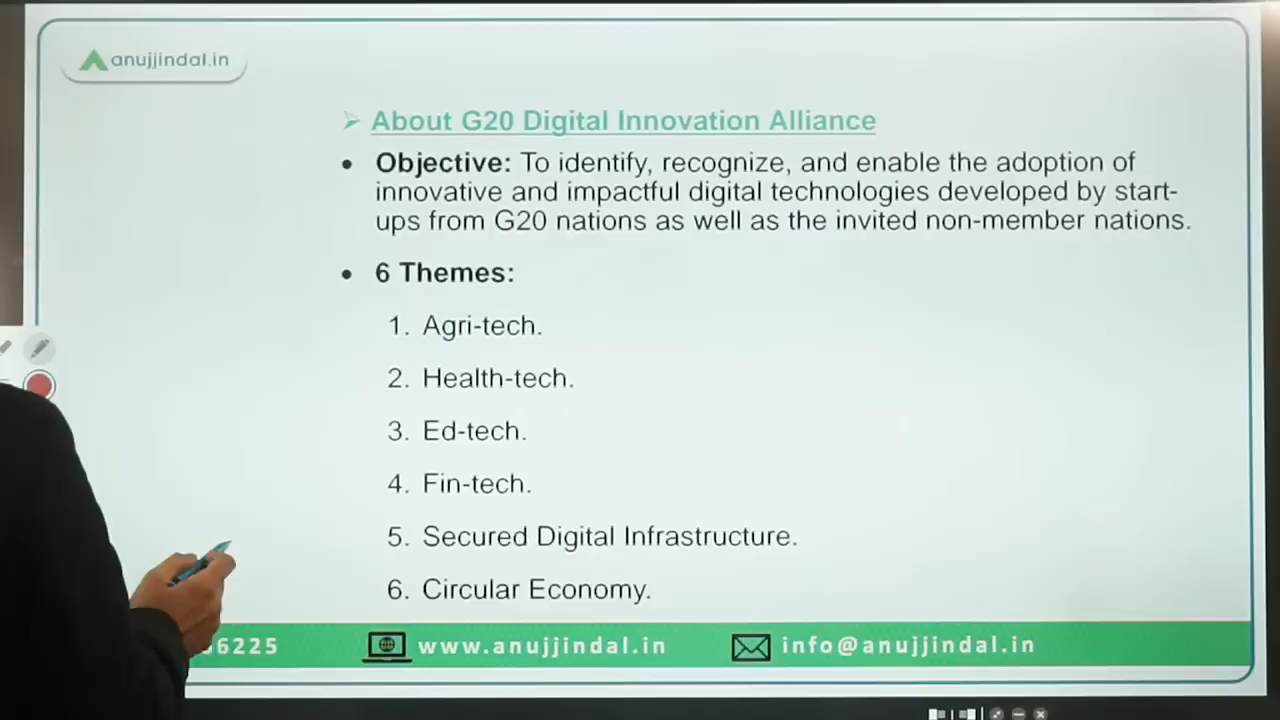 anujjindal.in
About G20 Digital Innovation Alliance
Objective: To identify, recognize, and enable the adoption of
innovative and impactful digital technologies developed by start-
ups from G20 nations as well as the invited non-member nations.
6 Themes:
1. Agri-tech.
2. Health-tech.
3. Ed-tech.
4. Fin-tech.
5. Secured Digital Infrastructure.
6. Circular Economy.
6225 www.anujjindal.in info@anujjindal.in